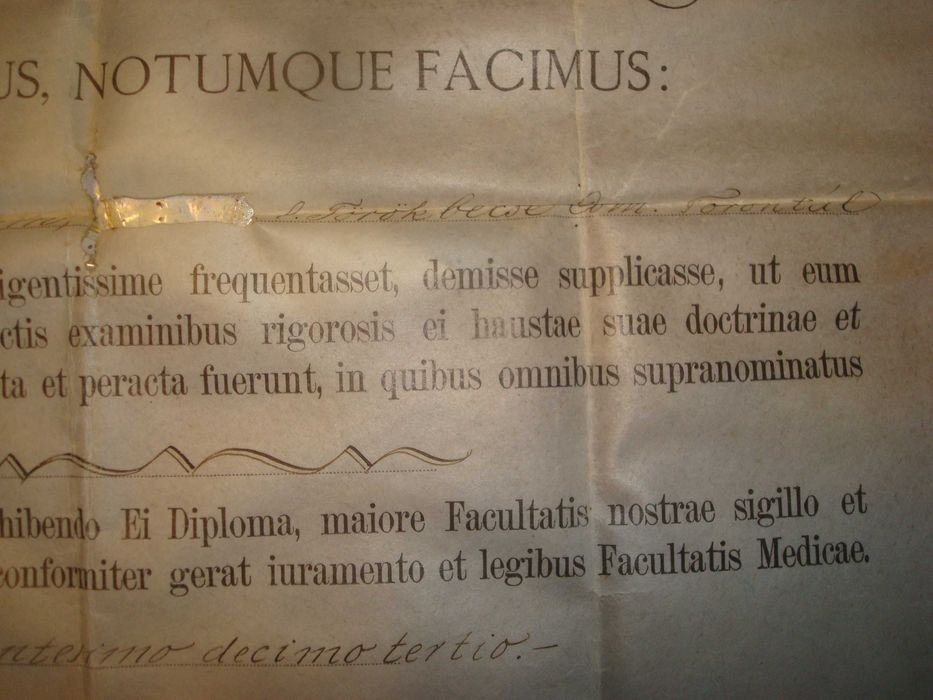 US, NOTUMQUE FACIMUS:
Törökbecse Com. Torontál
igentissime frequentasset, demisse supplicasse, ut eum
ctis examinibus rigorosis ei haustae suae doctrinae et
ta et peracta fuerunt, in quibus omnibus supranominatus
hibendo Ei Diploma, maiore Facultatis nostrae sigillo et
conformiter gerat iuramento et legibus Facultatis Medicae.
ntesimo decimo tertio.–